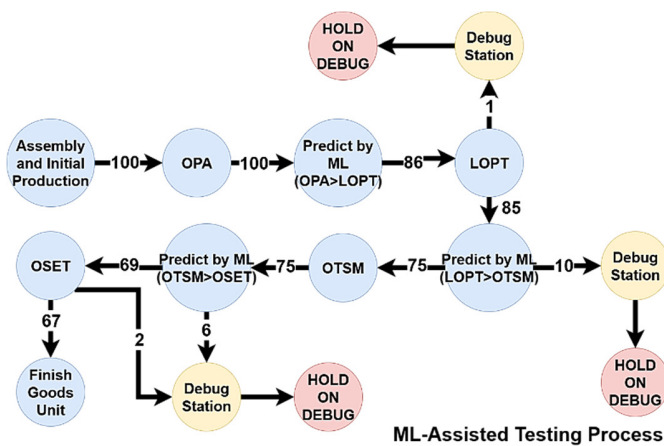 HOLD
ON
DEBUG
Debug
Station
1
Assembly
and Initial
Production
100
OPA
100
Predict by
ML
(OPA>LOPT)
86
LOPT
85
OSET
69
Predict by ML
(OTSM>OSET)
75
OTSM
75
Predict by ML
(LOPT>OTSM)
10
Debug
Station
67
2
6
Finish
Goods
Unit
Debug
Station
HOLD
ON
DEBUG
HOLD
ON
DEBUG
ML-Assisted Testing Process